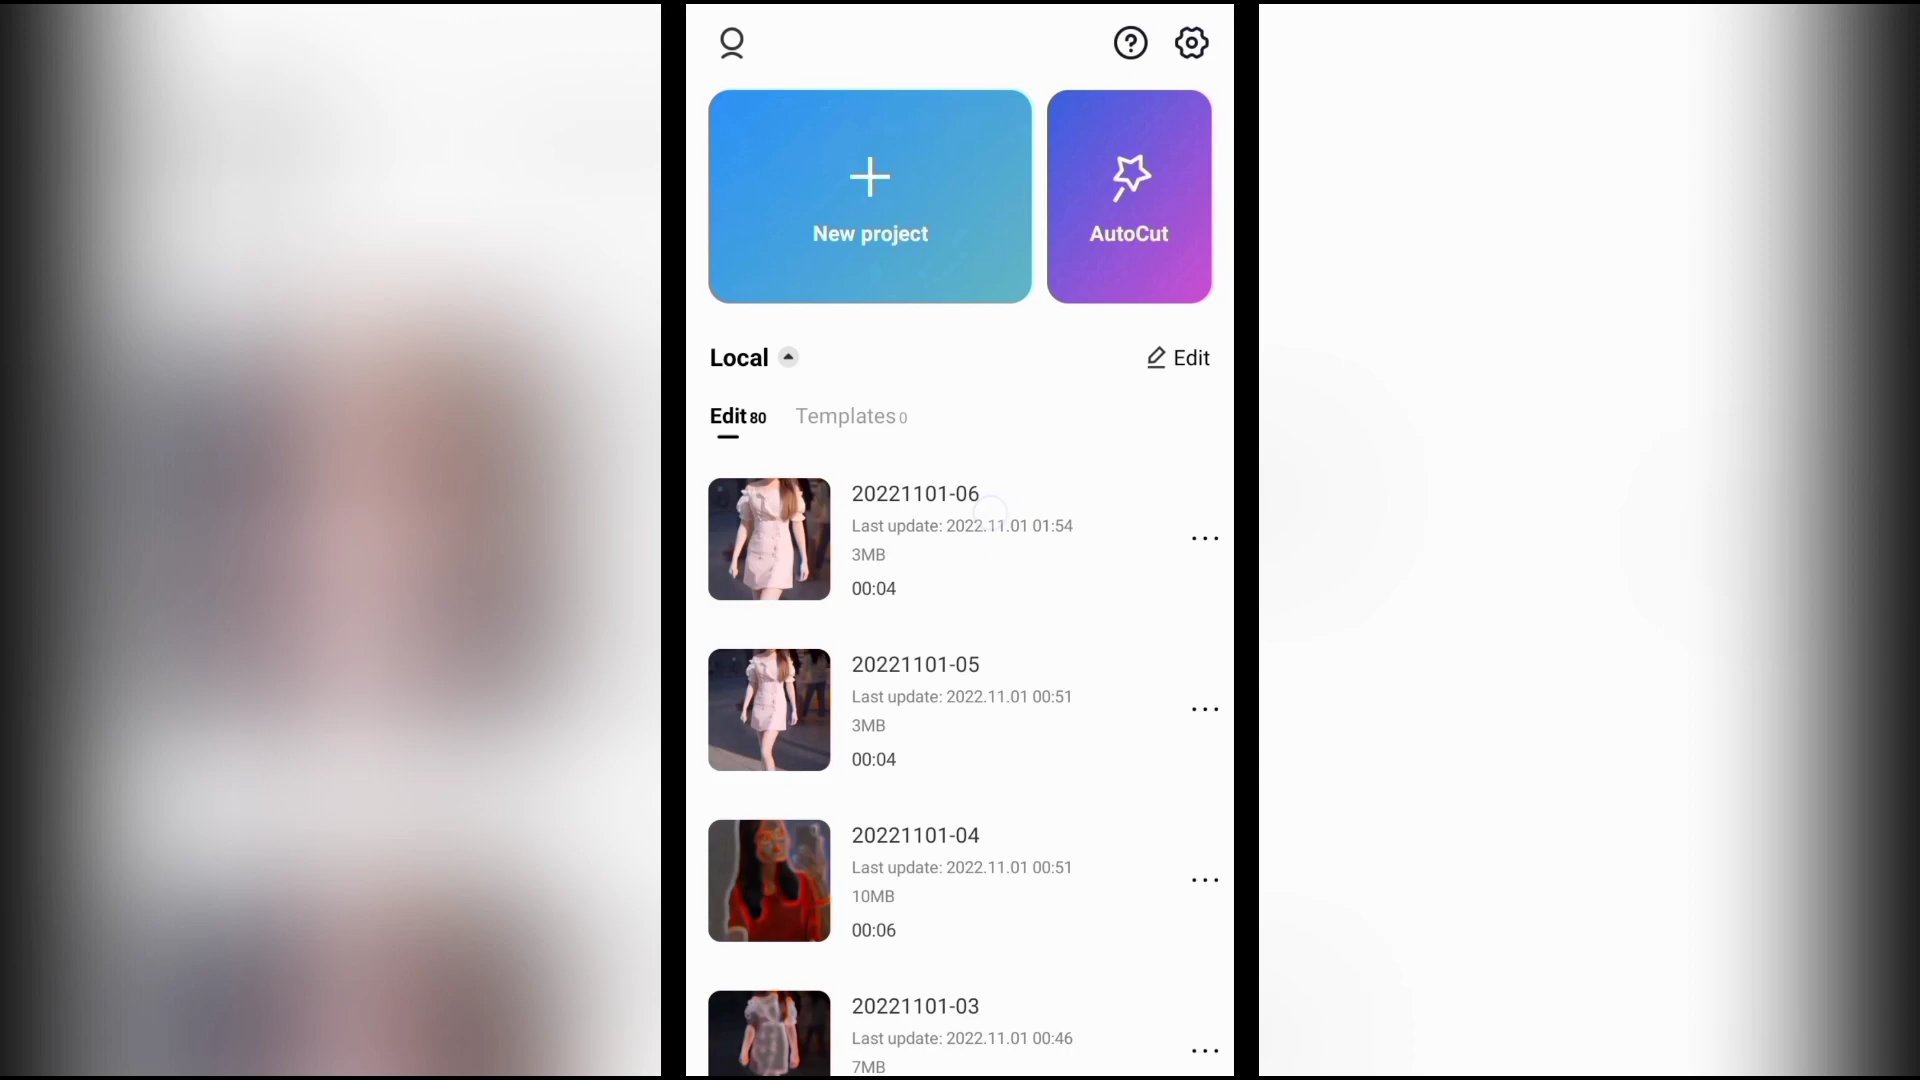 New project
AutoCut
Local
Edit
Edit 80
Templates 0
20221101-06
Last update: 2022.11.01 01:54
3MB
00:04
20221101-05
Last update: 2022.11.01 00:51
3MB
00:04
20221101-04
Last update: 2022.11.01 00:51
10MB
00:06
20221101-03
Last update: 2022.11.01 00:46
7MB